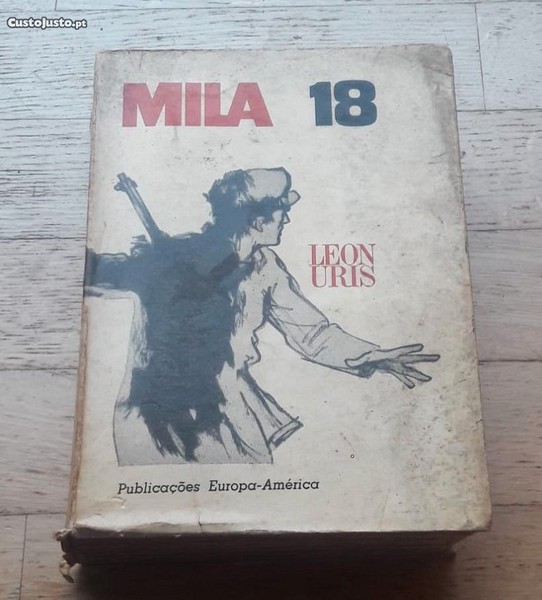 CustoJusto.pt
MILA 18
LEON
URIS
Publicações Europa-América